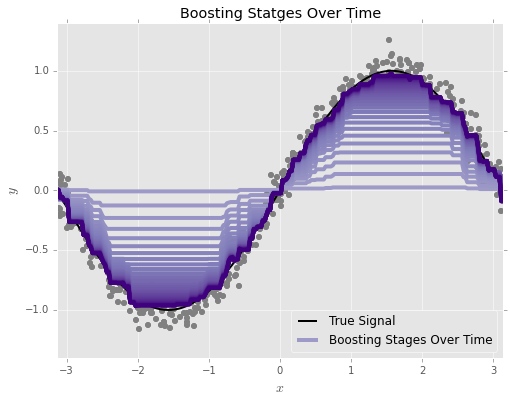 Boosting Statges Over Time
1.0
0.5
0.0
−0.5
−1.0
y
−3 −2 −1 0 1 2 3
x
True Signal
Boosting Stages Over Time